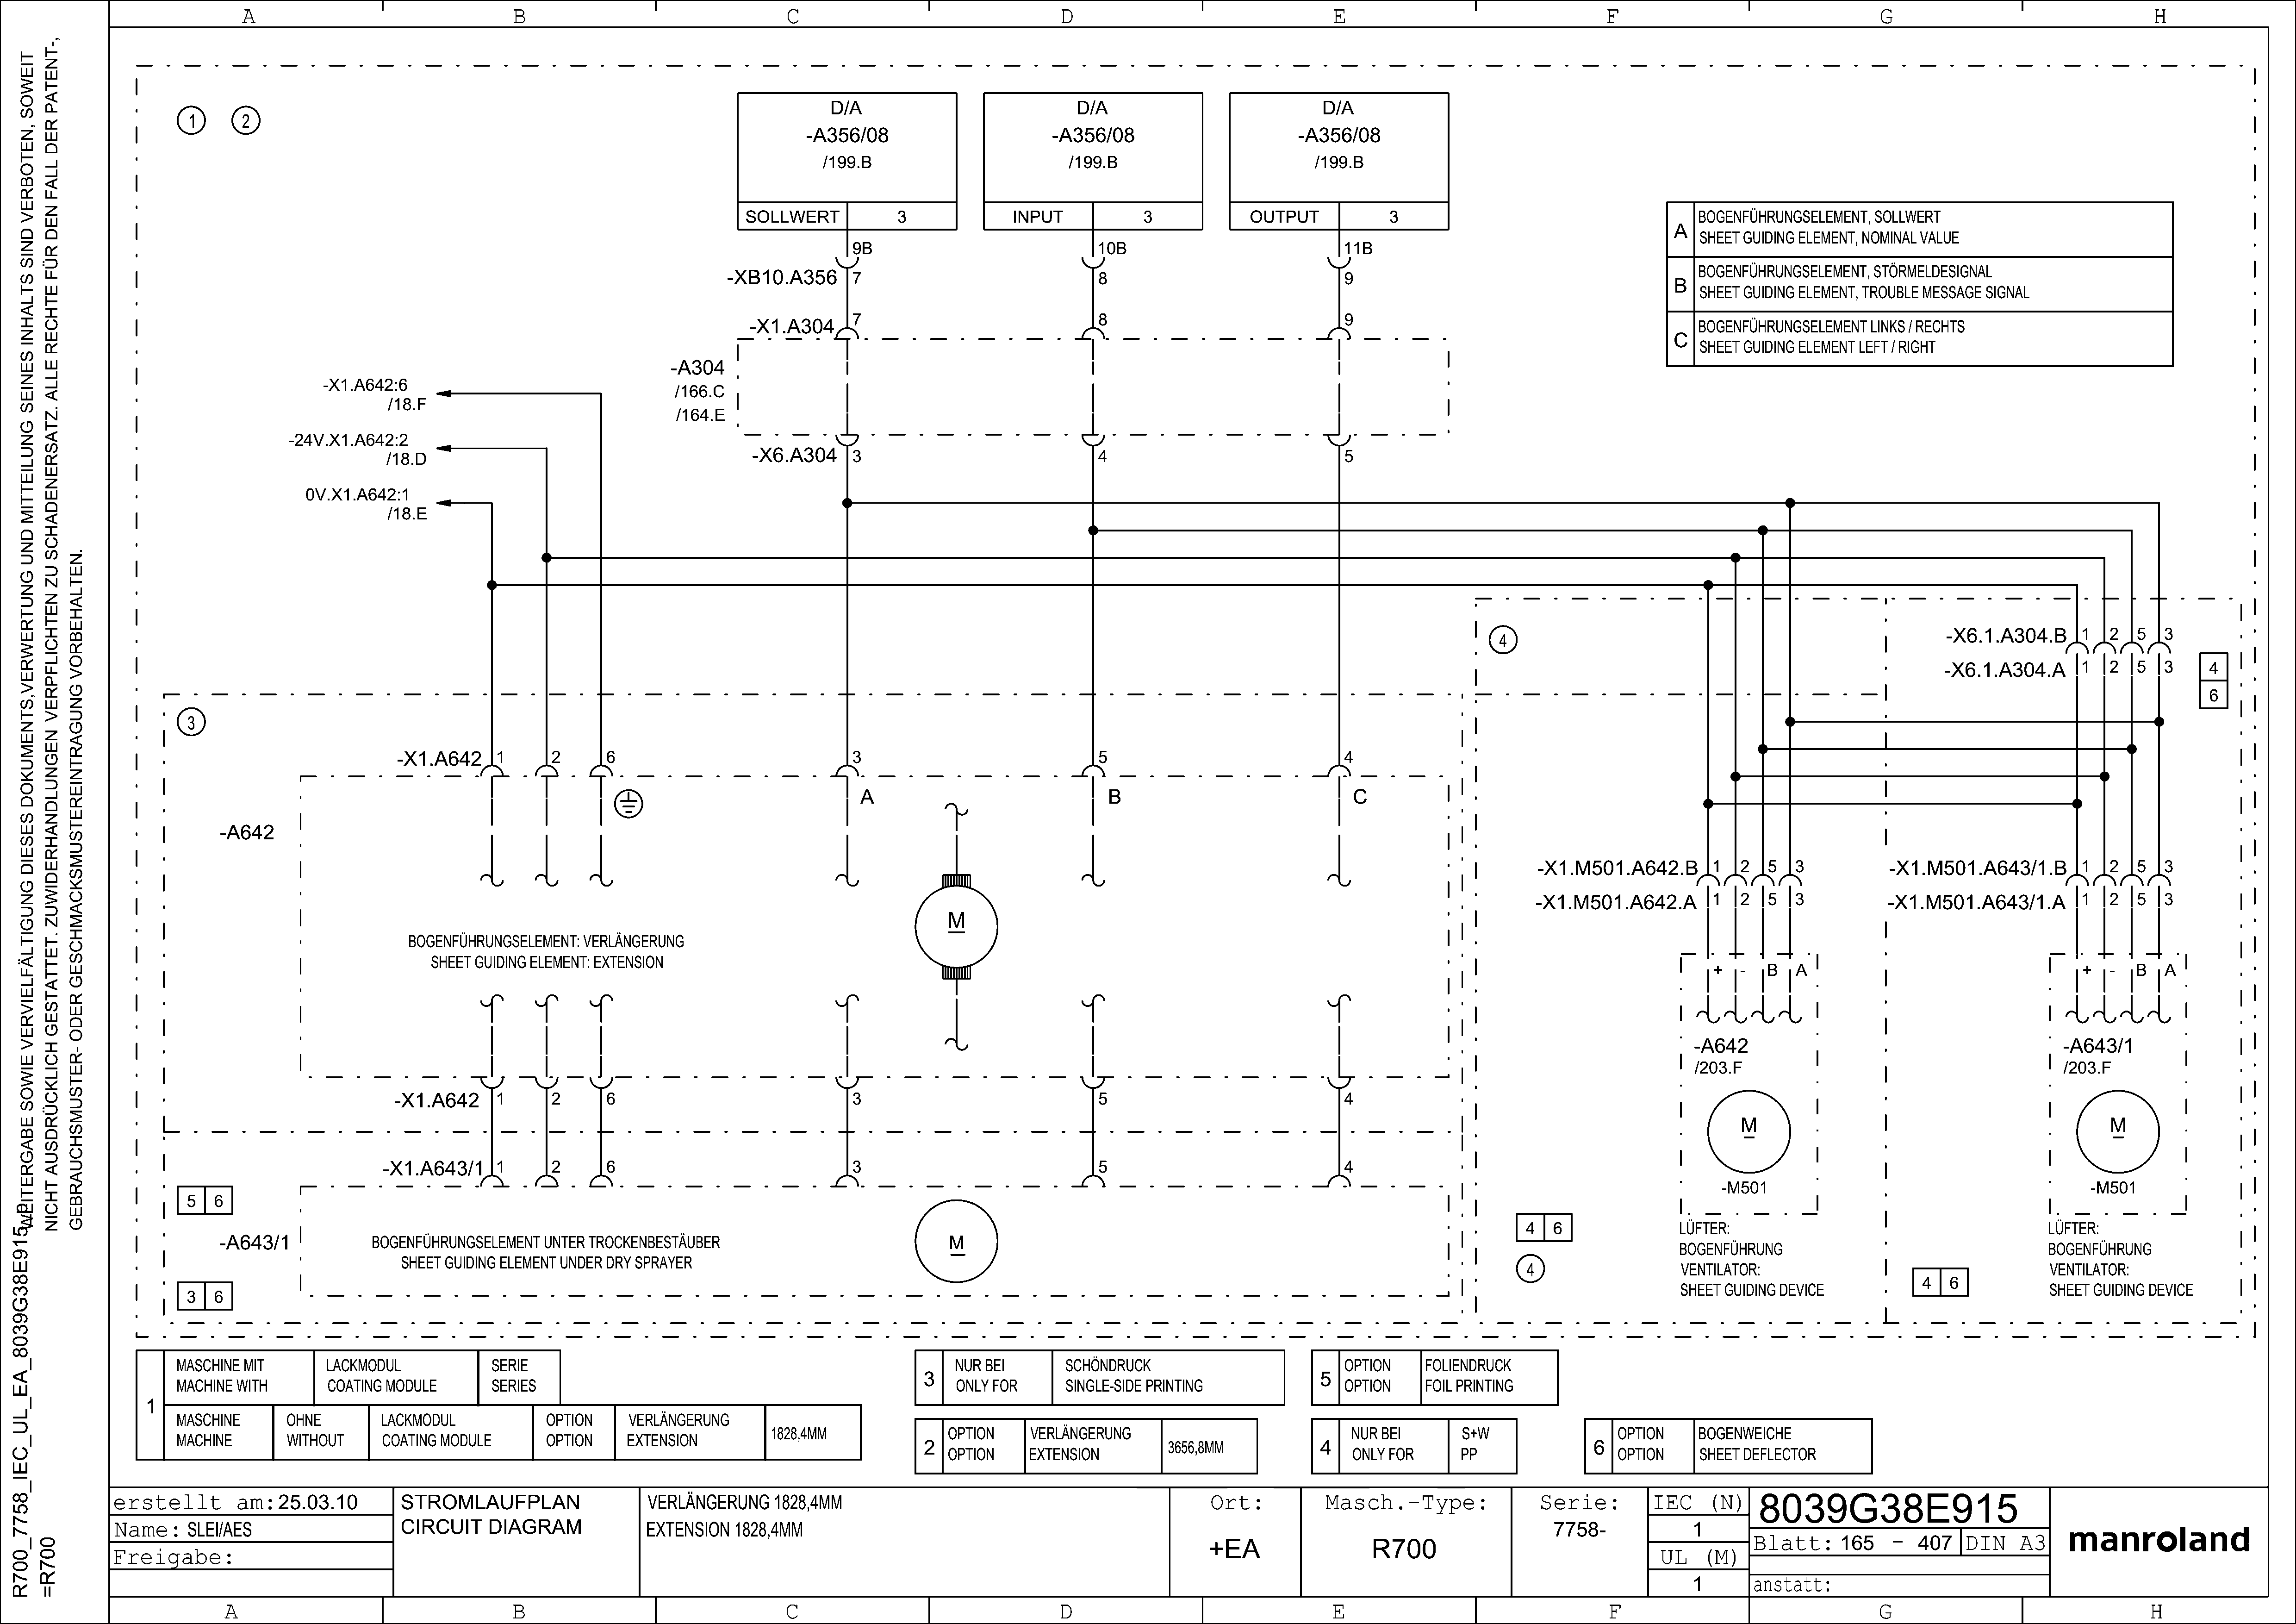 A B C D E F G H
WEITERGABE SOWIE VERVIELFÄLTIGUNG DIESES DOKUMENTS,VERWERTUNG UND MITTEILUNG SEINES INHALTS SIND VERBOTEN, SOWEIT
NICHT AUSDRÜCKLICH GESTATTET. ZUWIDERHANDLUNGEN VERPFLICHTEN ZU SCHADENERSATZ. ALLE RECHTE FÜR DEN FALL DER PATENT-,
GEBRAUCHSMUSTER- ODER GESCHMACKSMUSTEREINTRAGUNG VORBEHALTEN.
=R700
1 2
D/A D/A D/A
-A356/08 -A356/08 -A356/08
/199.B /199.B /199.B
SOLLWERT 3 INPUT 3 OUTPUT 3
9B 10B 11B
-XB10.A356 7 8 9
-X1.A304 7 8 9
-A304
/166.C
/164.E
-X6.A304 3 4 5
A BOGENFÜHRUNGSELEMENT, SOLLWERT
SHEET GUIDING ELEMENT, NOMINAL VALUE
B BOGENFÜHRUNGSELEMENT, STÖRMELDESIGNAL
SHEET GUIDING ELEMENT, TROUBLE MESSAGE SIGNAL
C BOGENFÜHRUNGSELEMENT LINKS / RECHTS
SHEET GUIDING ELEMENT LEFT / RIGHT
-X1.A642:6
/18.F
-24V.X1.A642:2
/18.D
0V.X1.A642:1
/18.E
4
-X6.1.A304.B 1 2 5 3
-X6.1.A304.A 1 2 5 3
4
6
3
-X1.A642 1 2 6 3 5 4
A B C
-A642
M
BOGENFÜHRUNGSELEMENT: VERLÄNGERUNG
SHEET GUIDING ELEMENT: EXTENSION
-X1.M501.A642.B 1 2 5 3
-X1.M501.A642.A 1 2 5 3
-X1.M501.A643/1.B 1 2 5 3
-X1.M501.A643/1.A 1 2 5 3
+ - B A
+ - B A
-A642
/203.F
M
-M501
-A643/1
/203.F
M
-M501
-X1.A642 1 2 6 3 5 4
-X1.A643/1 1 2 6 3 5 4
5 6
-A643/1
BOGENFÜHRUNGSELEMENT UNTER TROCKENBESTÄUBER
SHEET GUIDING ELEMENT UNDER DRY SPRAYER
M
3 6
4 6
4
LÜFTER:
BOGENFÜHRUNG
VENTILATOR:
SHEET GUIDING DEVICE
4 6
LÜFTER:
BOGENFÜHRUNG
VENTILATOR:
SHEET GUIDING DEVICE
1
MASCHINE MIT LACKMODUL SERIE
MACHINE WITH COATING MODULE SERIES
MASCHINE OHNE LACKMODUL OPTION VERLÄNGERUNG 1828,4MM
MACHINE WITHOUT COATING MODULE OPTION EXTENSION
3 NUR BEI SCHÖNDRUCK
ONLY FOR SINGLE-SIDE PRINTING
2 OPTION VERLÄNGERUNG 3656,8MM
OPTION EXTENSION
5 OPTION FOLIENDRUCK
OPTION FOIL PRINTING
4 NUR BEI S+W
ONLY FOR PP
6 OPTION BOGENWEICHE
OPTION SHEET DEFLECTOR
erstellt am: 25.03.10
Name: SLEI/AES
Freigabe:
STROMLAUFPLAN
CIRCUIT DIAGRAM
VERLÄNGERUNG 1828,4MM
EXTENSION 1828,4MM
Ort:
+EA
Masch.-Type:
R700
Serie:
7758-
IEC (N)
1
UL (M)
1
8039G38E915
Blatt: 165 - 407 DIN A3
anstatt:
manroland
A B C D E F G H